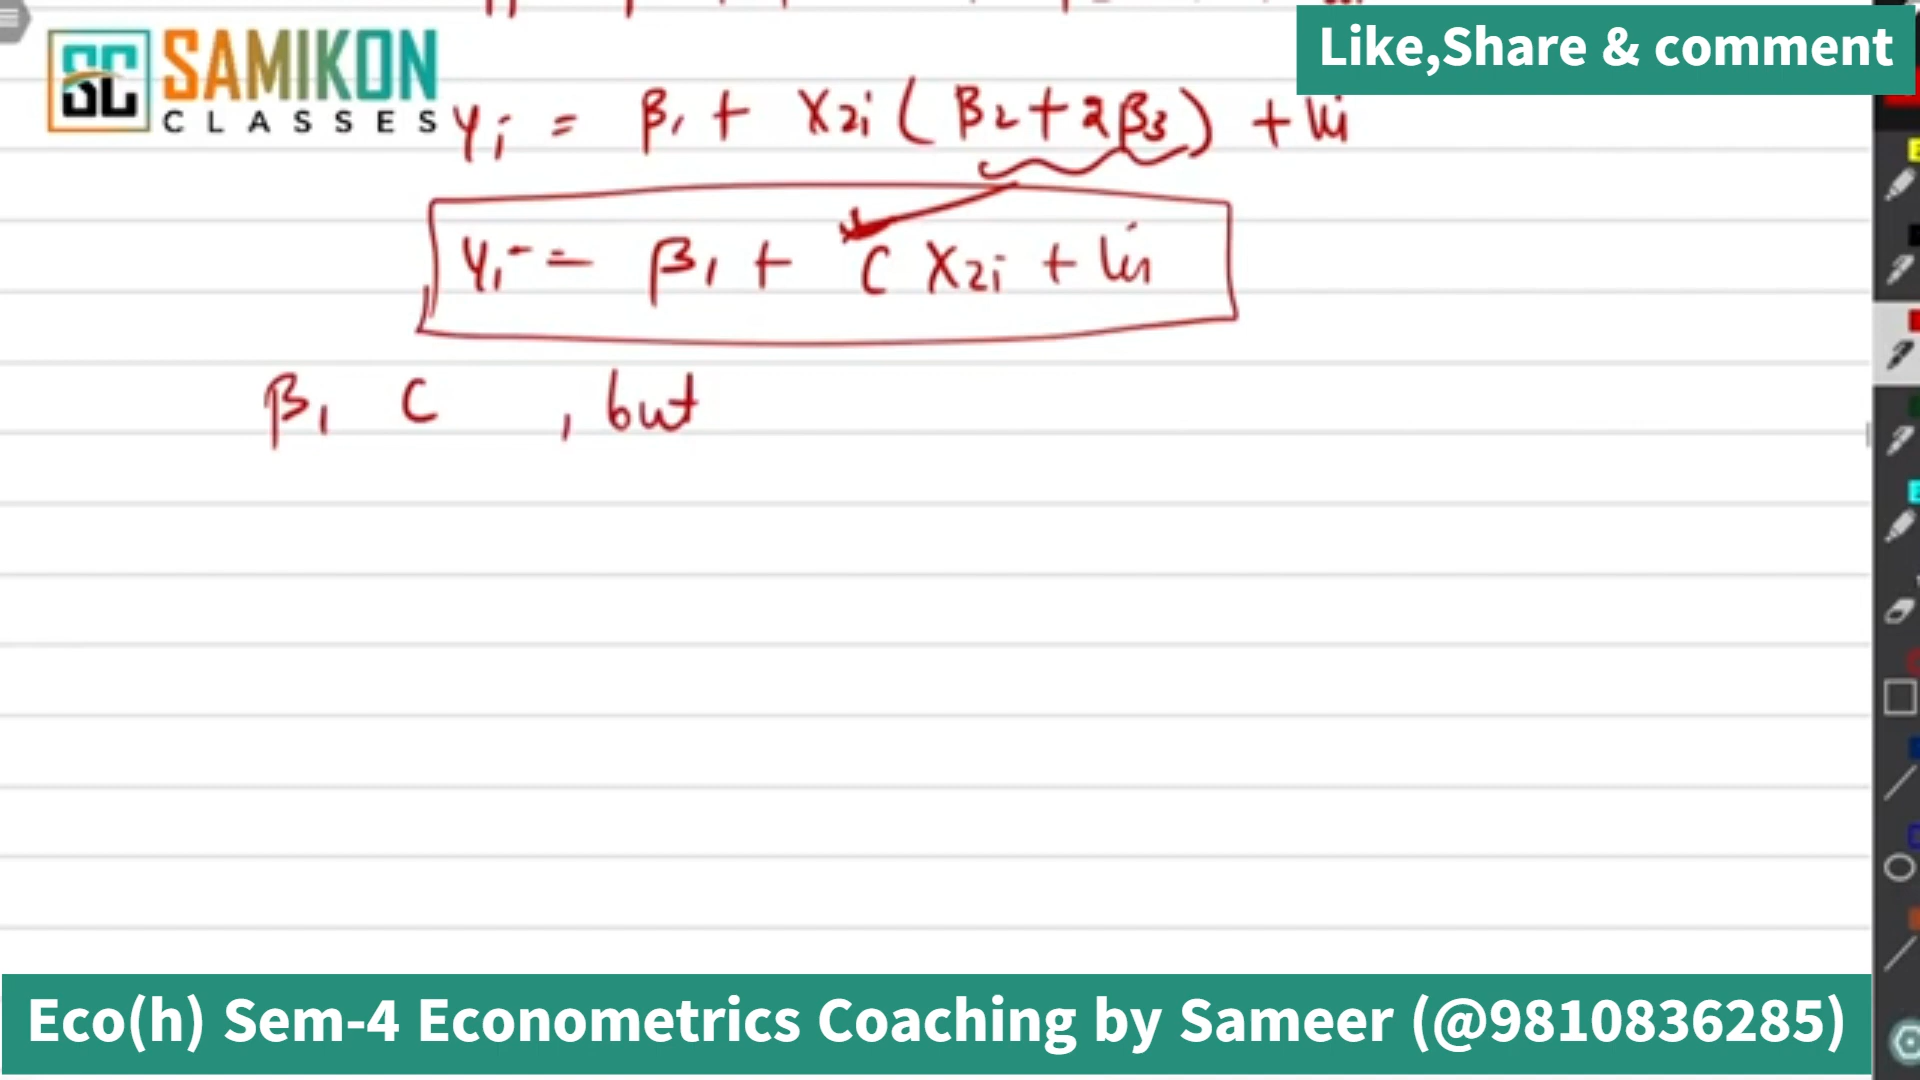 Like,Share & comment
SC SAMIKON
CLASSES
Yi = β1 + X2i (β2+2β3) + ui
Yi = β1 + C X2i + ui
β1 C , but
Eco(h) Sem-4 Econometrics Coaching by Sameer (@9810836285)